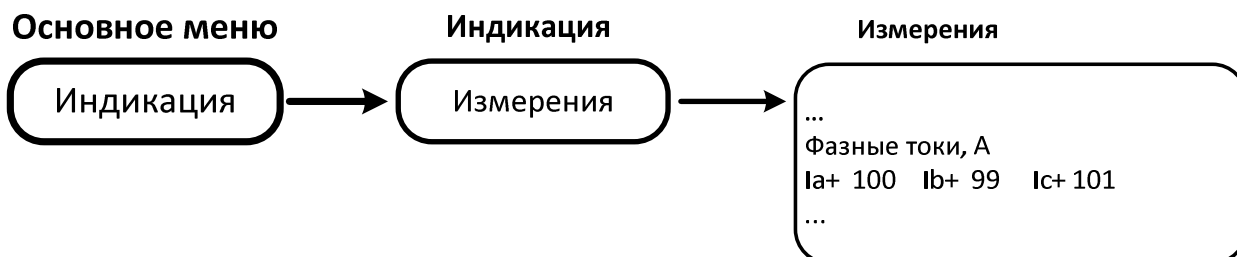 Основное меню
Индикация
Измерения
Индикация
Измерения
...
Фазные токи, А
Ia+ 100 Ib+ 99 Ic+ 101
...